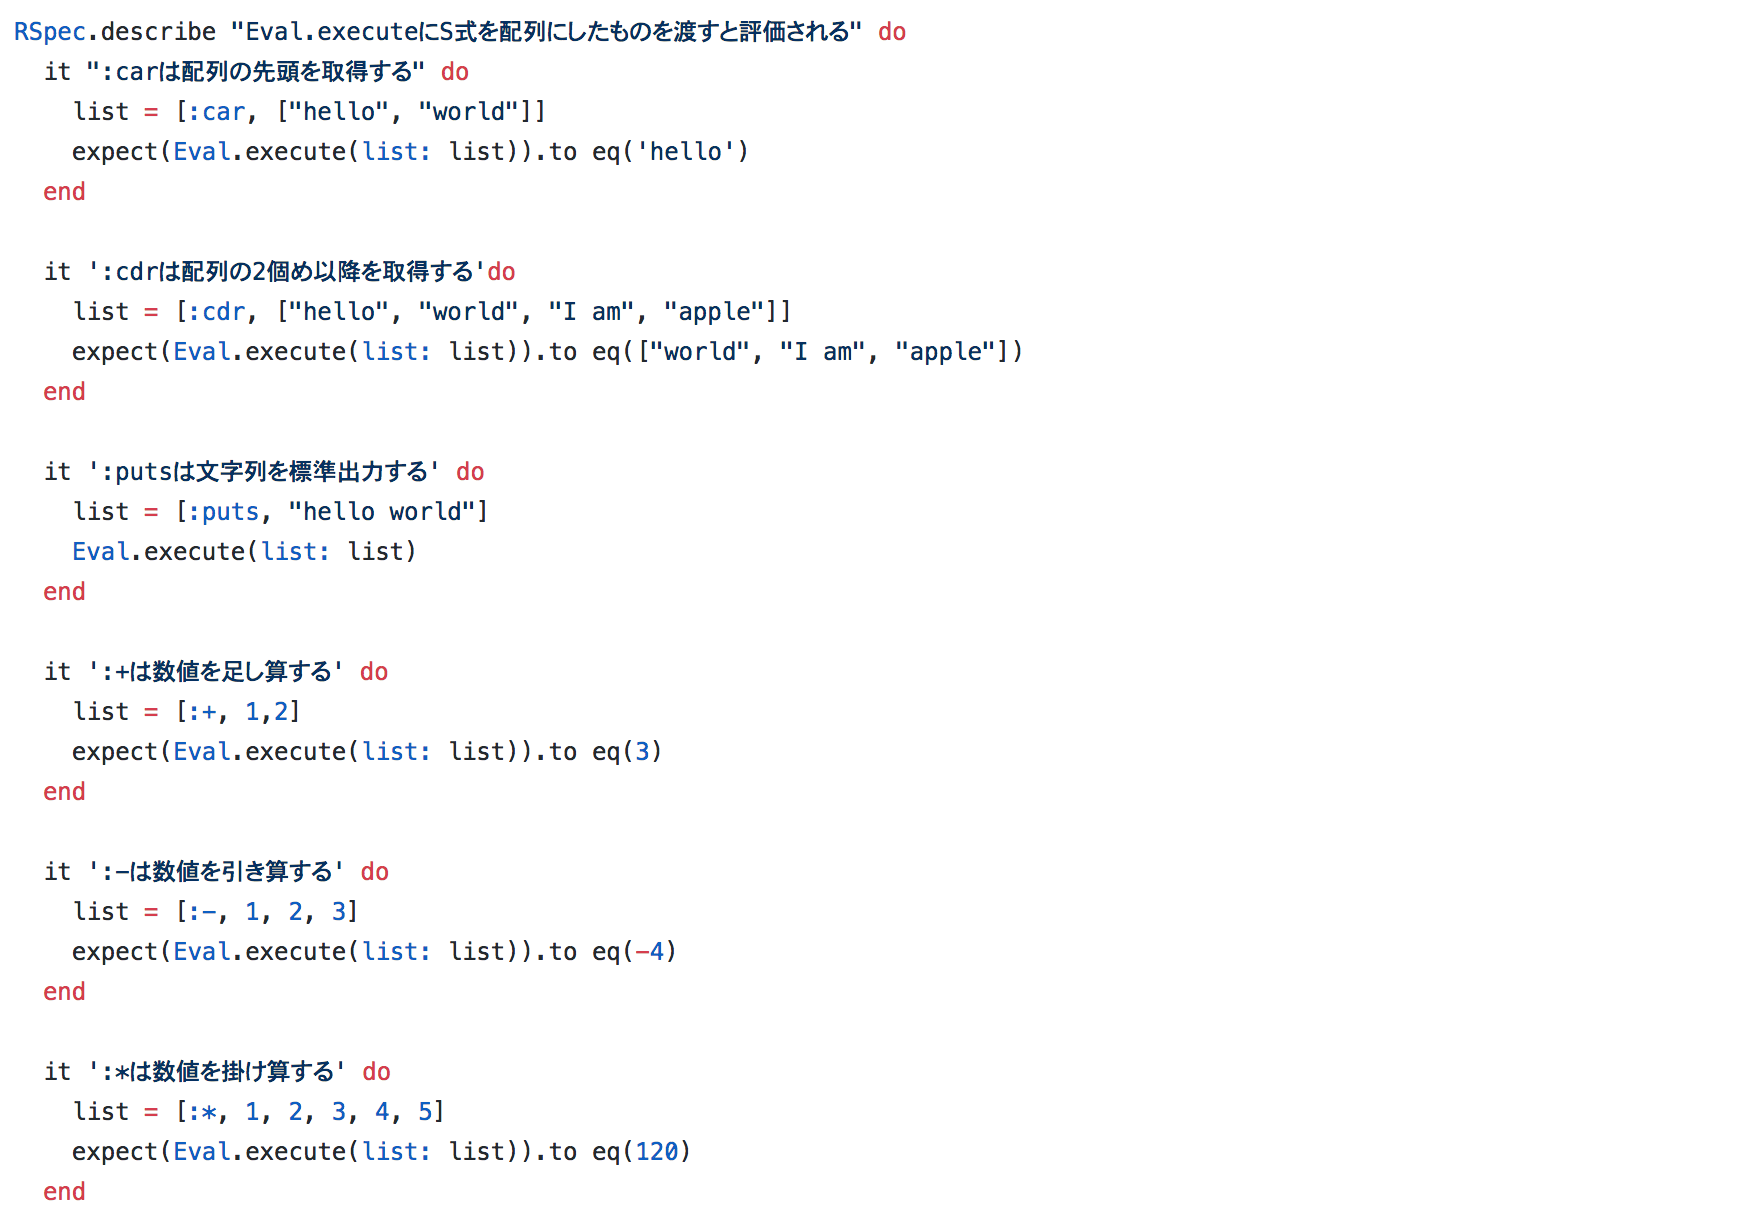 RSpec.describe "Eval.executeにS式を配列にしたものを渡すと評価される" do
  it ":carは配列の先頭を取得する" do
    list = [:car, ["hello", "world"]]
    expect(Eval.execute(list: list)).to eq('hello')
  end

  it ':cdrは配列の2個め以降を取得する'do
    list = [:cdr, ["hello", "world", "I am", "apple"]]
    expect(Eval.execute(list: list)).to eq(["world", "I am", "apple"])
  end

  it ':putsは文字列を標準出力する' do
    list = [:puts, "hello world"]
    Eval.execute(list: list)
  end

  it ':+は数値を足し算する' do
    list = [:+, 1,2]
    expect(Eval.execute(list: list)).to eq(3)
  end

  it ':-は数値を引き算する' do
    list = [:-, 1, 2, 3]
    expect(Eval.execute(list: list)).to eq(-4)
  end

  it ':*は数値を掛け算する' do
    list = [:*, 1, 2, 3, 4, 5]
    expect(Eval.execute(list: list)).to eq(120)
  end